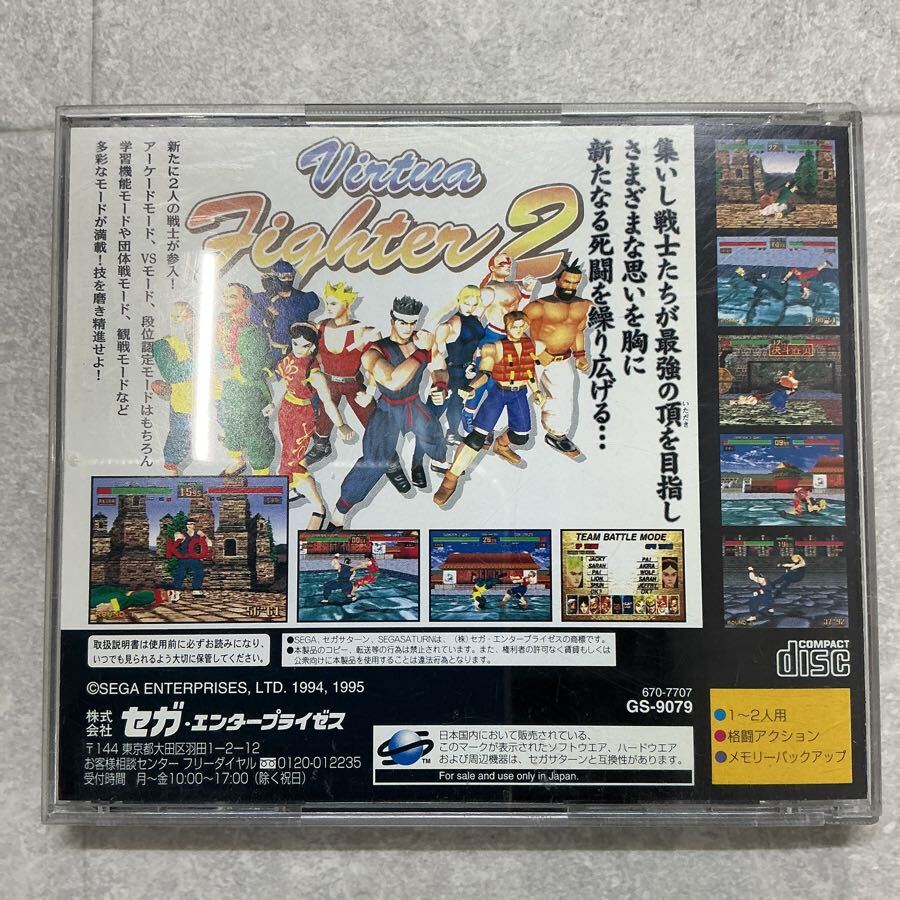 Virtua
Fighter 2
集いし戦士たちが最強の頂を目指し
いただき
さまざまな思いを胸に
新たなる死闘を繰り広げる…
新たに2人の戦士が参入!
アーケードモード、VSモード、段位認定モードはもちろん
学習機能モードや団体戦モード、観戦モードなど
多彩なモードが満載!技を磨き精進せよ!
K.O.
TEAM BATTLE MODE
JACKY PAI
SARAH AKIRA
PAI WOLF
LION SARAH
SHUN JEFFRY
取扱説明書は使用前に必ずお読みになり、
いつでも見られるよう大切に保管してください。
●SEGA、セガサターン、SEGASATURNは、(株)セガ・エンタープライゼスの商標です。
●本製品のコピー、転送等の行為は禁止されています。また、権利者の許可なく賃貸もしくは
公衆向けに本製品を使用することは違法行為となります。
COMPACT
disc
©SEGA ENTERPRISES, LTD. 1994, 1995
株式会社 セガ・エンタープライゼス
〒144 東京都大田区羽田1-2-12
お客様相談センター フリーダイヤル 0120-012235
受付時間 月~金10:00~17:00(除く祝日)
670-7707
GS-9079
TM
日本国内において販売されている、
このマークが表示されたソフトウエア、ハードウエア
および周辺機器は、セガサターンと互換性があります。
For sale and use only in Japan.
●1~2人用
●格闘アクション
●メモリーバックアップ